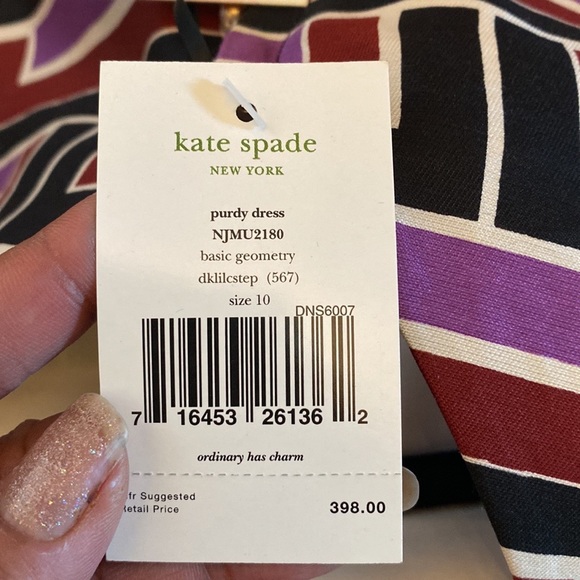 kate spade
NEW YORK
purdy dress
NJMU2180
basic geometry
dklilcstep (567)
size 10
DNS6007
7 16453 26136 2
ordinary has charm
fr Suggested
etail Price
398.00